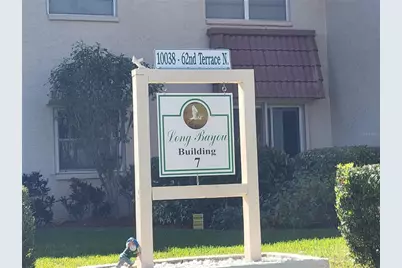 10038 - 62nd Terrace N.
Long Bayou
Building
7